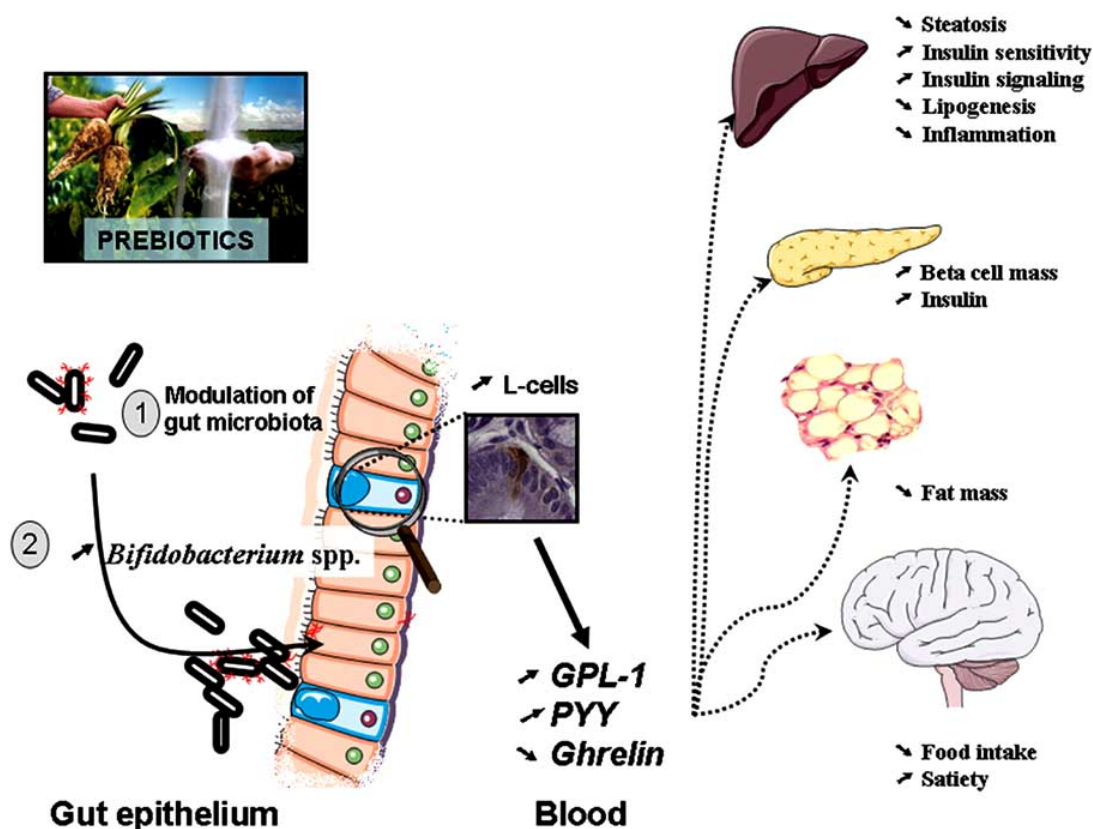 PREBIOTICS
1
Modulation of
gut microbiota
2
↗ Bifidobacterium spp.
↗ L-cells
↗ GPL-1
↗ PYY
↘ Ghrelin
Gut epithelium
Blood
↘ Steatosis
↗ Insulin sensitivity
↗ Insulin signaling
↘ Lipogenesis
↘ Inflammation
↗ Beta cell mass
↗ Insulin
↘ Fat mass
↘ Food intake
↗ Satiety